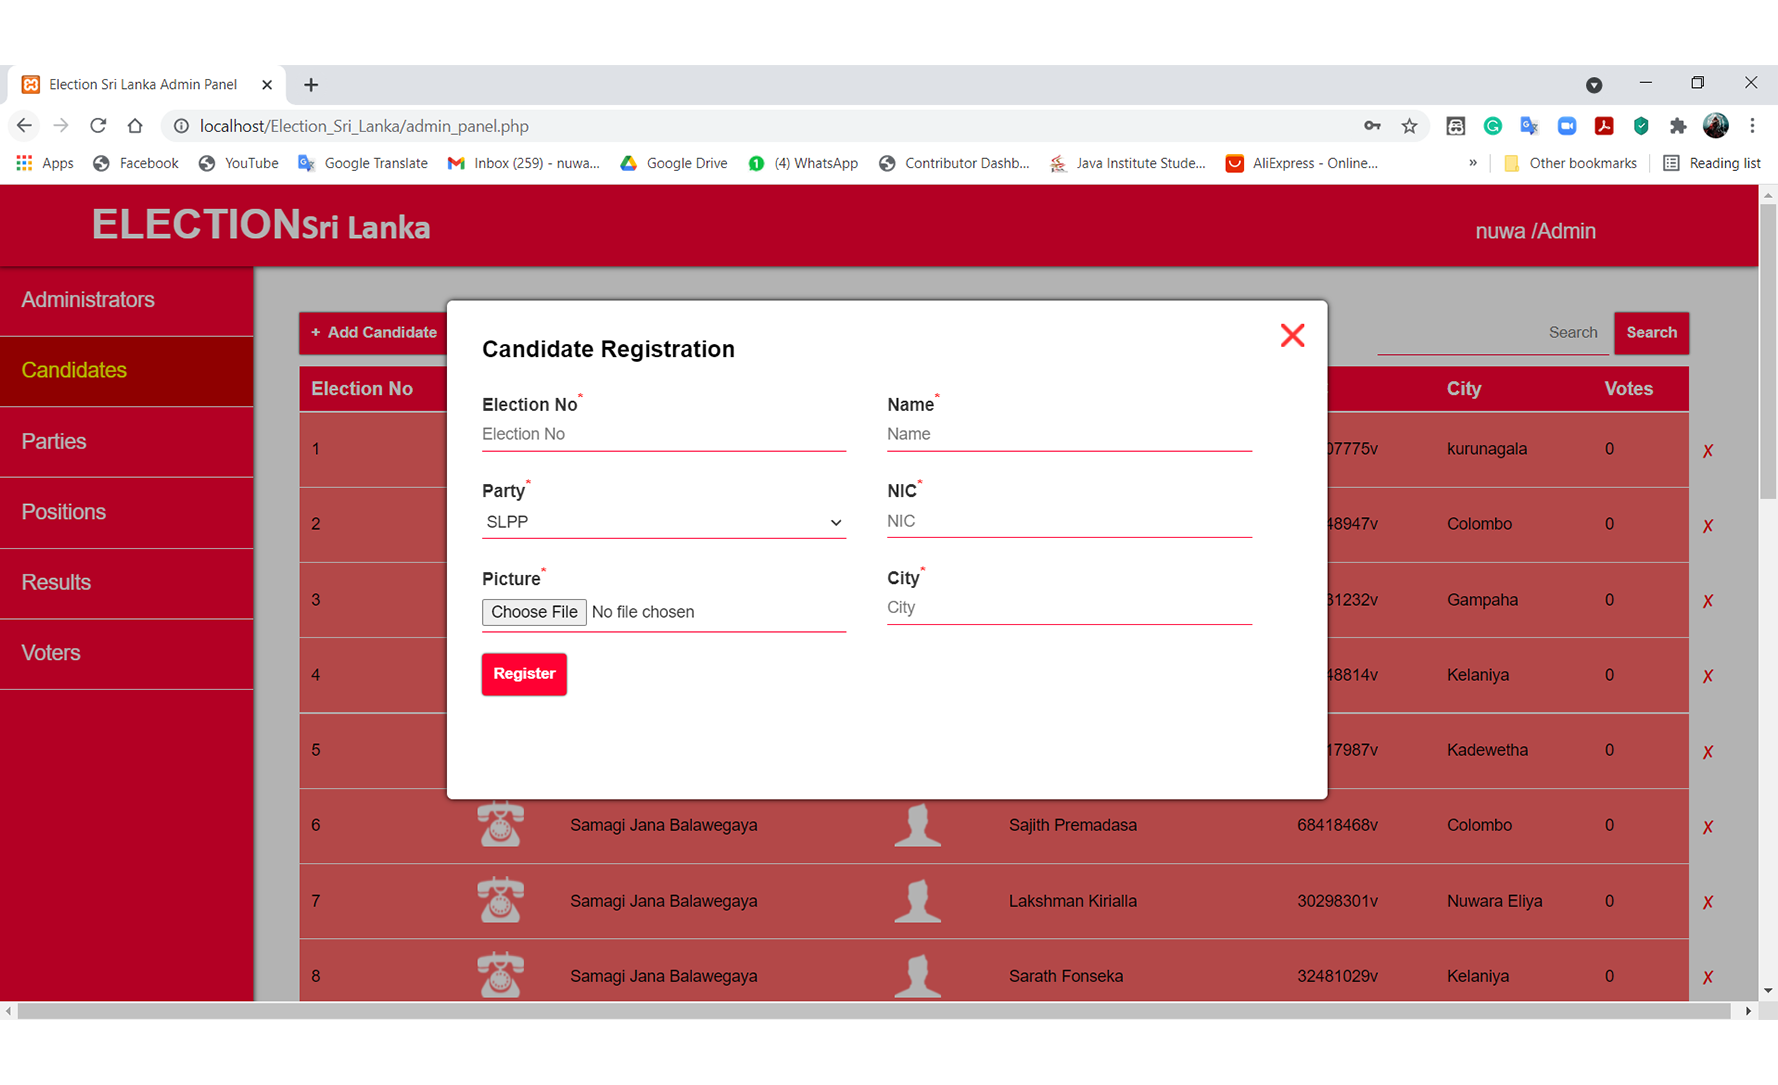 Election Sri Lanka Admin Panel
localhost/Election_Sri_Lanka/admin_panel.php
Apps Facebook YouTube Google Translate Inbox (259) - nuwa... Google Drive (4) WhatsApp Contributor Dashb... Java Institute Stude... AliExpress - Online... » Other bookmarks Reading list
ELECTIONSri Lanka
nuwa /Admin
Administrators
Candidates
Parties
Positions
Results
Voters
+ Add Candidate
Search Search
Election No City Votes
1 07775v kurunagala 0 X
2 48947v Colombo 0 X
3 31232v Gampaha 0 X
4 48814v Kelaniya 0 X
5 17987v Kadewetha 0 X
6 Samagi Jana Balawegaya Sajith Premadasa 68418468v Colombo 0 X
7 Samagi Jana Balawegaya Lakshman Kirialla 30298301v Nuwara Eliya 0 X
8 Samagi Jana Balawegaya Sarath Fonseka 32481029v Kelaniya 0 X
Candidate Registration
Election No*
Election No
Name*
Name
Party*
SLPP
NIC*
NIC
Picture*
Choose File No file chosen
City*
City
Register